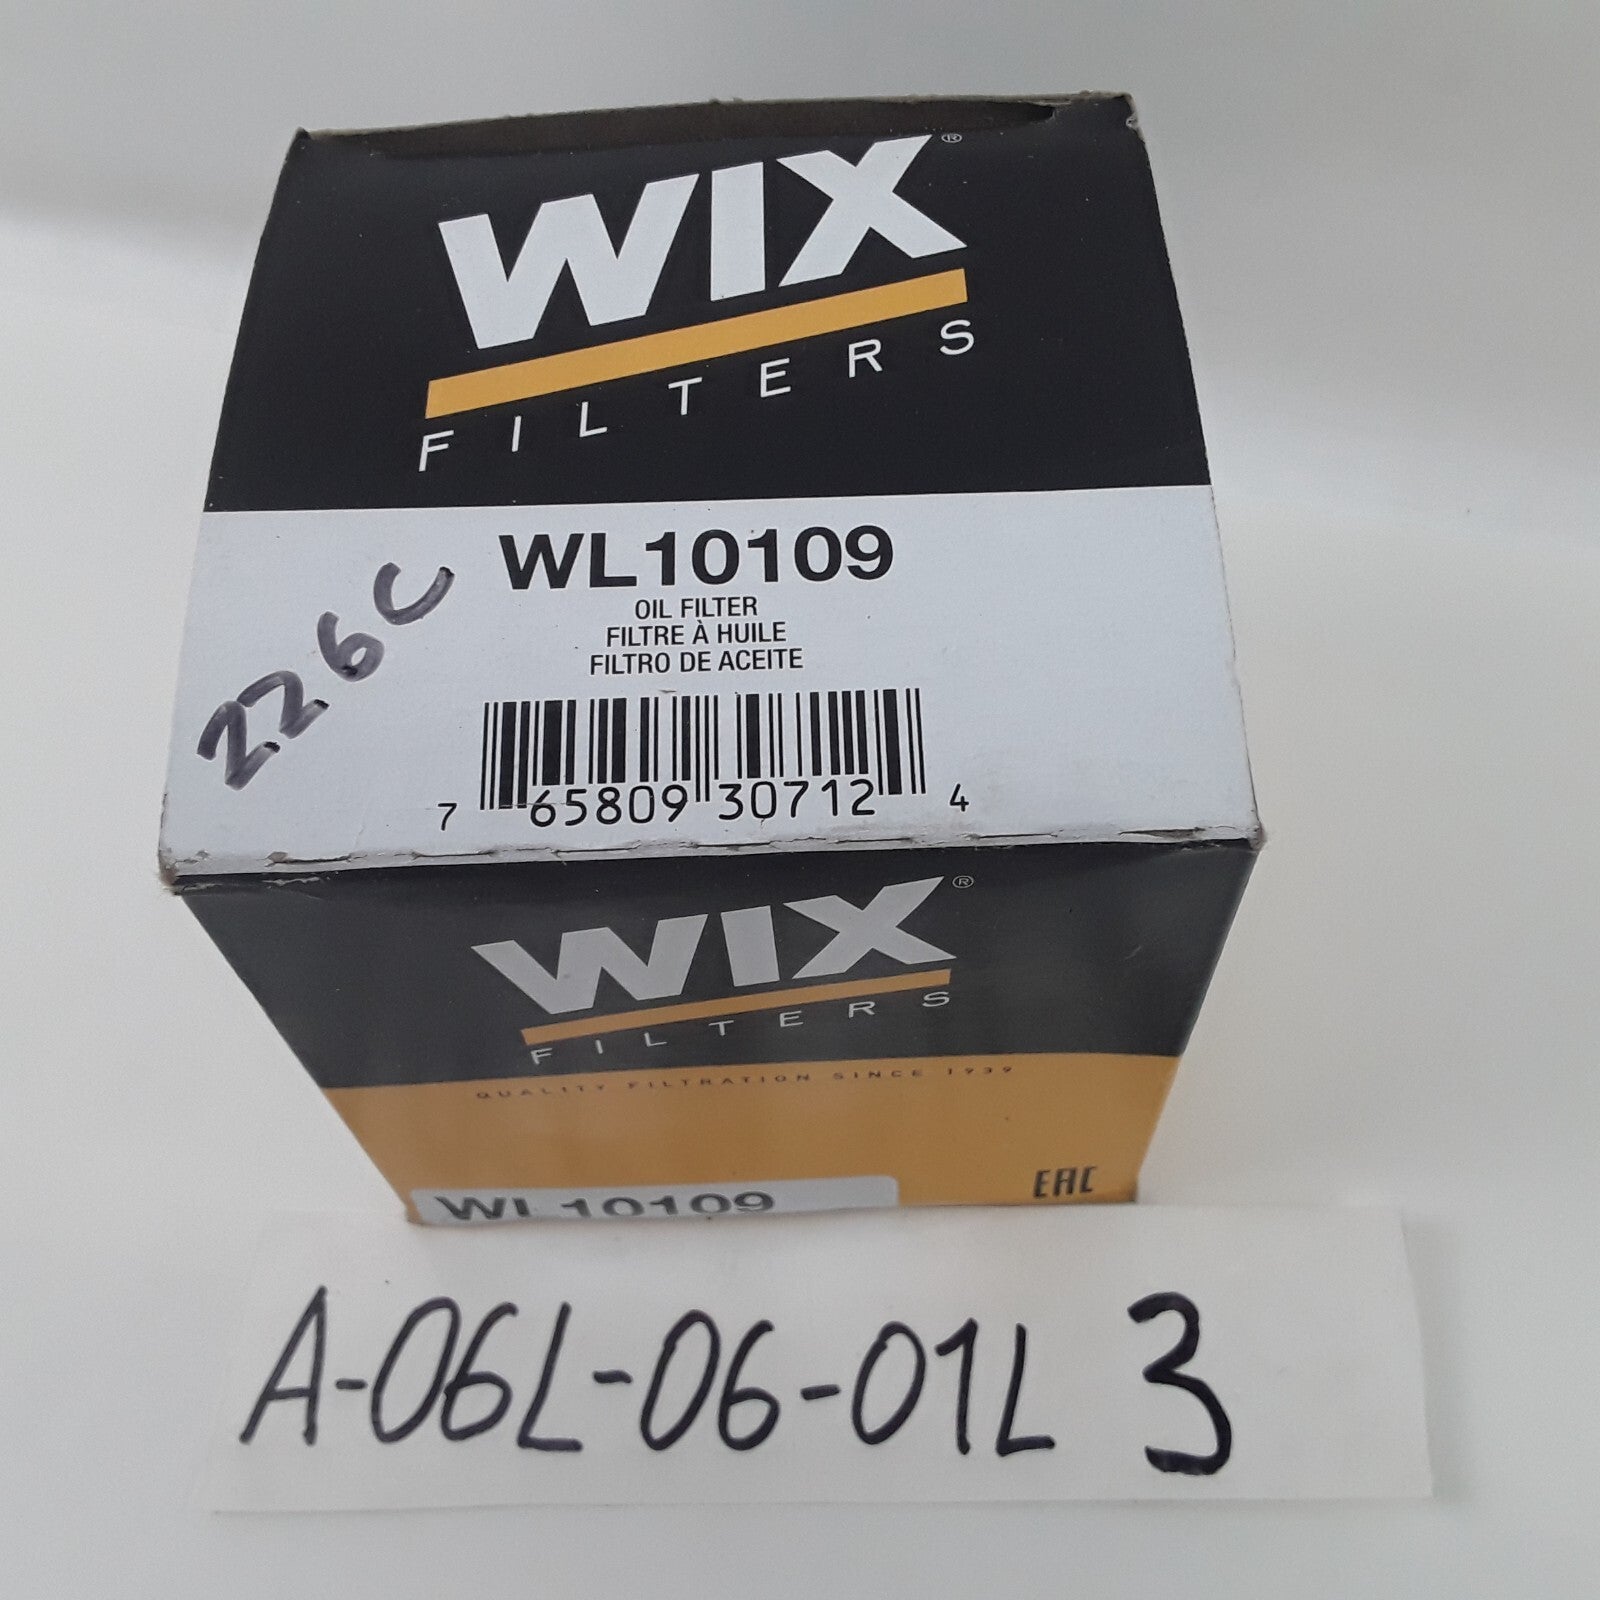 WIX®
FILTERS
WL10109
OIL FILTER
FILTRE À HUILE
FILTRO DE ACEITE
226C
7 65809 30712 4
WIX®
FILTERS
QUALITY FILTRATION SINCE 1939
EAC
WL10109
A-06L-06-01L 3